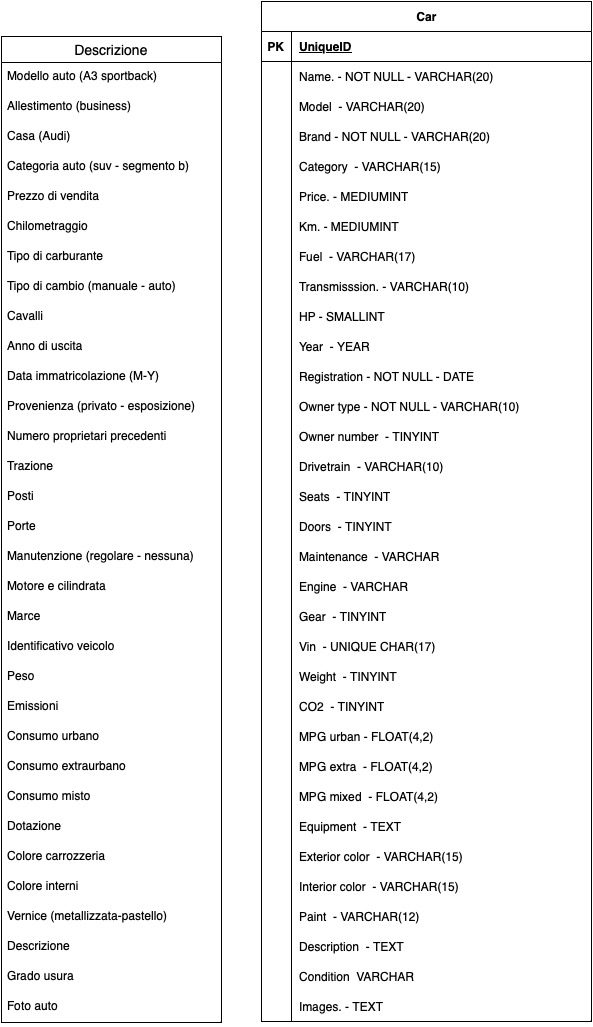 Car
PK UniqueID
Descrizione
Modello auto (A3 sportback) Name. - NOT NULL - VARCHAR(20)
Allestimento (business) Model - VARCHAR(20)
Casa (Audi) Brand - NOT NULL - VARCHAR(20)
Categoria auto (suv - segmento b) Category - VARCHAR(15)
Prezzo di vendita Price. - MEDIUMINT
Chilometraggio Km. - MEDIUMINT
Tipo di carburante Fuel - VARCHAR(17)
Tipo di cambio (manuale - auto) Transmisssion. - VARCHAR(10)
Cavalli HP - SMALLINT
Anno di uscita Year - YEAR
Data immatricolazione (M-Y) Registration - NOT NULL - DATE
Provenienza (privato - esposizione) Owner type - NOT NULL - VARCHAR(10)
Numero proprietari precedenti Owner number - TINYINT
Trazione Drivetrain - VARCHAR(10)
Posti Seats - TINYINT
Porte Doors - TINYINT
Manutenzione (regolare - nessuna) Maintenance - VARCHAR
Motore e cilindrata Engine - VARCHAR
Marce Gear - TINYINT
Identificativo veicolo Vin - UNIQUE CHAR(17)
Peso Weight - TINYINT
Emissioni CO2 - TINYINT
Consumo urbano MPG urban - FLOAT(4,2)
Consumo extraurbano MPG extra - FLOAT(4,2)
Consumo misto MPG mixed - FLOAT(4,2)
Dotazione Equipment - TEXT
Colore carrozzeria Exterior color - VARCHAR(15)
Colore interni Interior color - VARCHAR(15)
Vernice (metallizzata-pastello) Paint - VARCHAR(12)
Descrizione Description - TEXT
Grado usura Condition VARCHAR
Foto auto Images. - TEXT